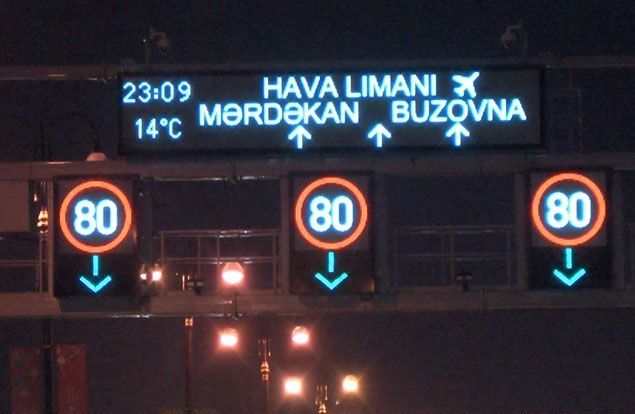 23:09
HAVA LIMANI
MƏRDƏKAN BUZOVNA
14°C
80 80 80